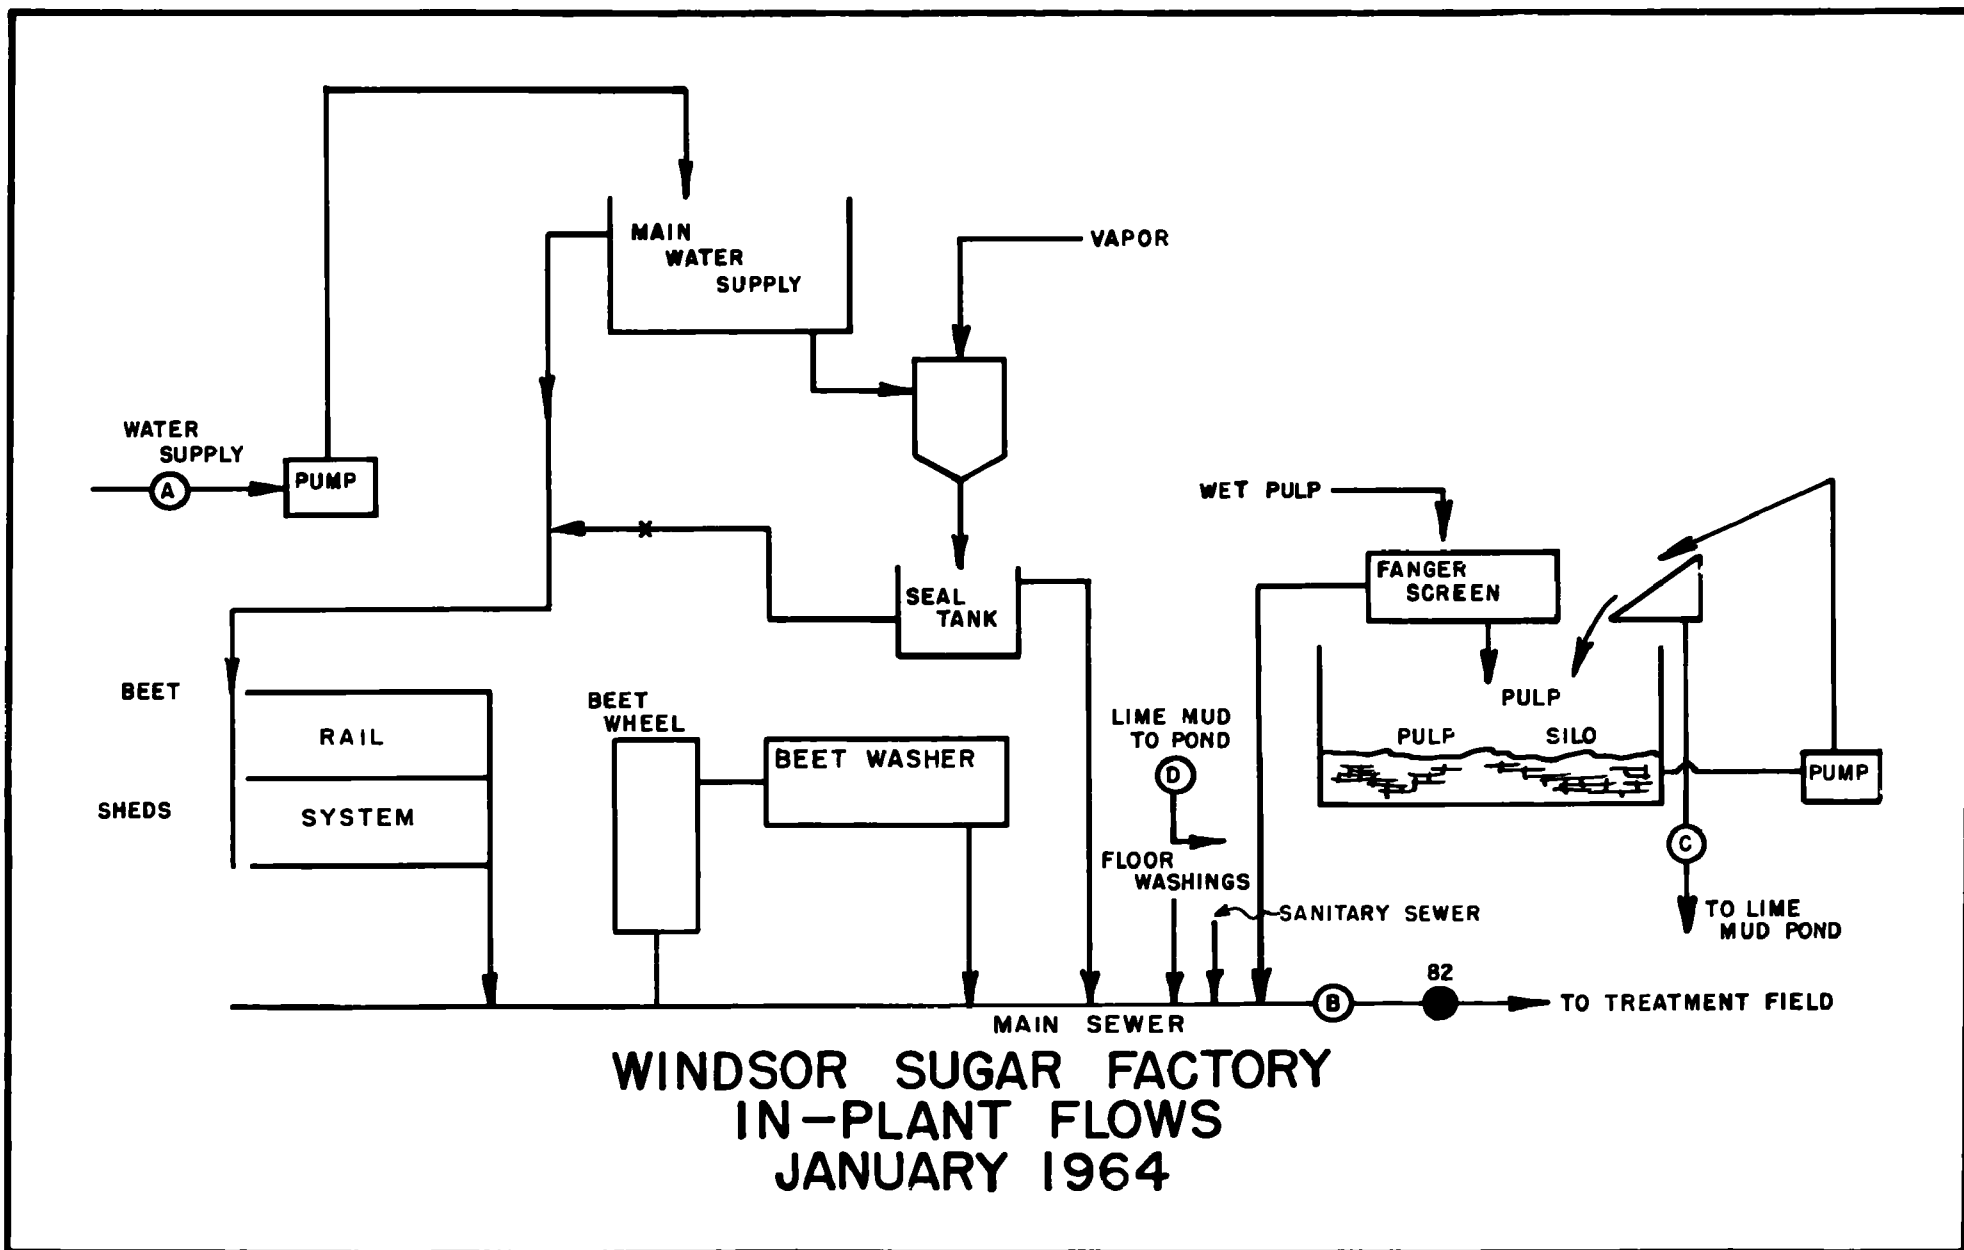 MAIN
WATER
SUPPLY
VAPOR
WATER
SUPPLY
A
PUMP
WET PULP
FANGER
SCREEN
SEAL
TANK
BEET
RAIL
SHEDS
SYSTEM
BEET
WHEEL
BEET WASHER
LIME MUD
TO POND
D
FLOOR
WASHINGS
SANITARY SEWER
PULP
PULP SILO
PUMP
C
TO LIME
MUD POND
82
B
TO TREATMENT FIELD
MAIN SEWER
WINDSOR SUGAR FACTORY
IN-PLANT FLOWS
JANUARY 1964